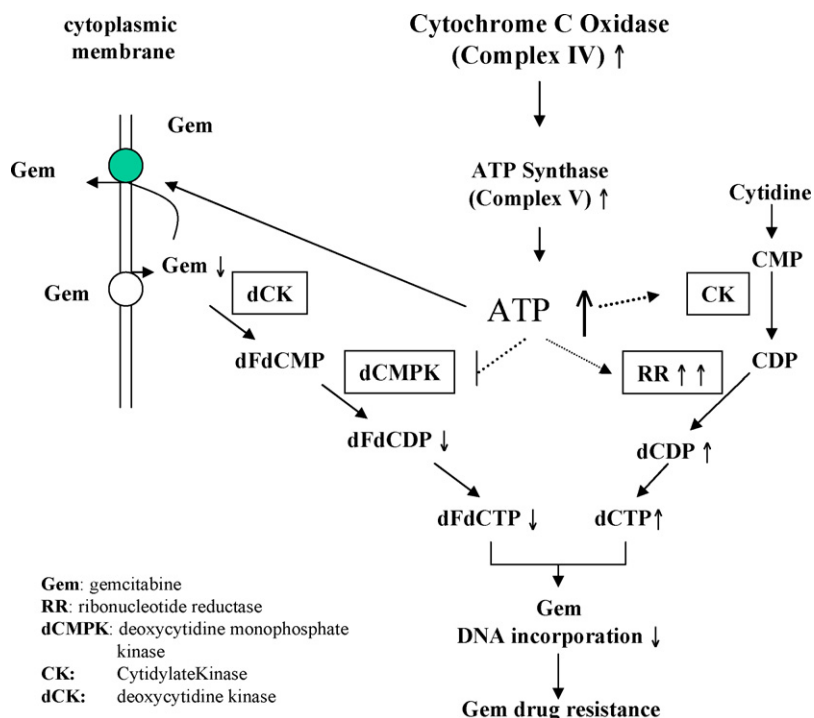 cytoplasmic
membrane
Cytochrome C Oxidase
(Complex IV) ↑
Gem
Gem
ATP Synthase
(Complex V) ↑
Cytidine
Gem ↓
Gem
dCK
CMP
CK
ATP ↑
dFdCMP
dCMPK
RR ↑ ↑
CDP
dFdCDP ↓
dCDP ↑
dFdCTP ↓
dCTP ↑
Gem
DNA incorporation ↓
Gem drug resistance
Gem: gemcitabine
RR: ribonucleotide reductase
dCMPK: deoxycytidine monophosphate
kinase
CK: CytidylateKinase
dCK: deoxycytidine kinase